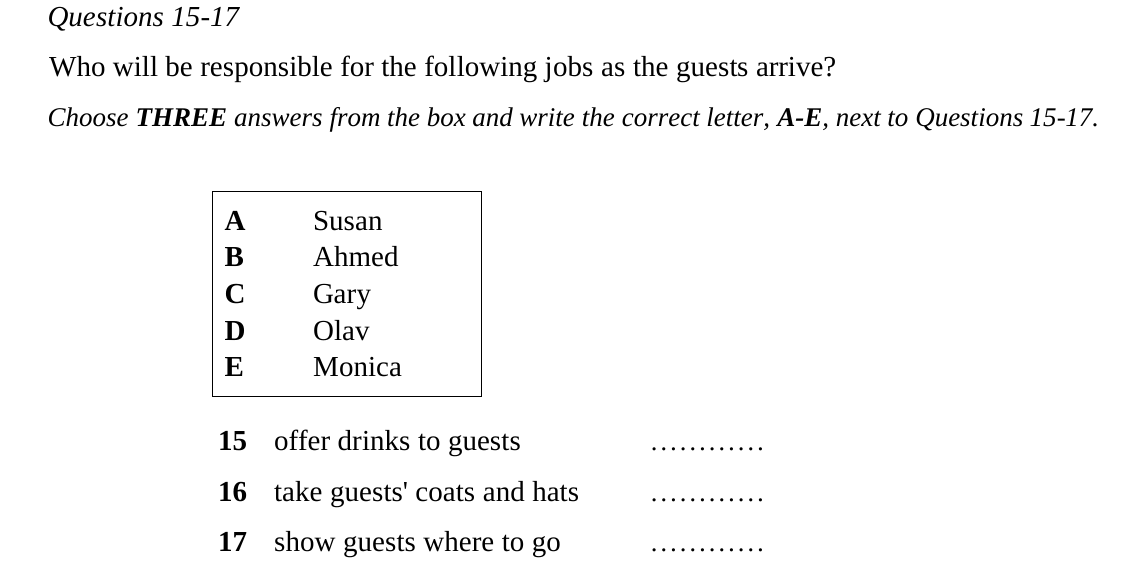 Questions 15-17
Who will be responsible for the following jobs as the guests arrive?
Choose THREE answers from the box and write the correct letter, A-E, next to Questions 15-17.
A Susan
B Ahmed
C Gary
D Olav
E Monica
15 offer drinks to guests …………
16 take guests' coats and hats …………
17 show guests where to go …………